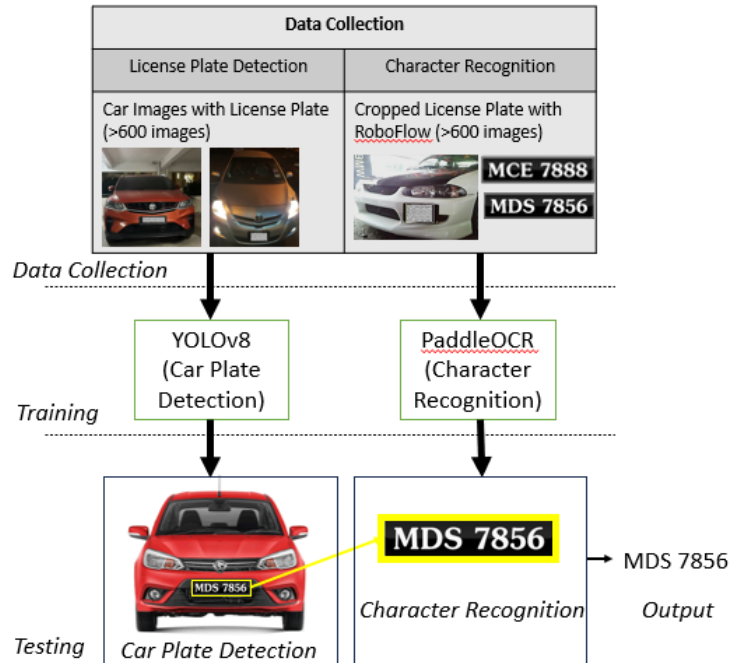 Data Collection
License Plate Detection
Character Recognition
Car Images with License Plate
(>600 images)
Cropped License Plate with
RoboFlow (>600 images)
MCE 7888
MDS 7856
Data Collection
YOLOv8
(Car Plate
Detection)
PaddleOCR
(Character
Recognition)
Training
MDS 7856
MDS 7856
MDS 7856
Character Recognition
Output
Testing
Car Plate Detection